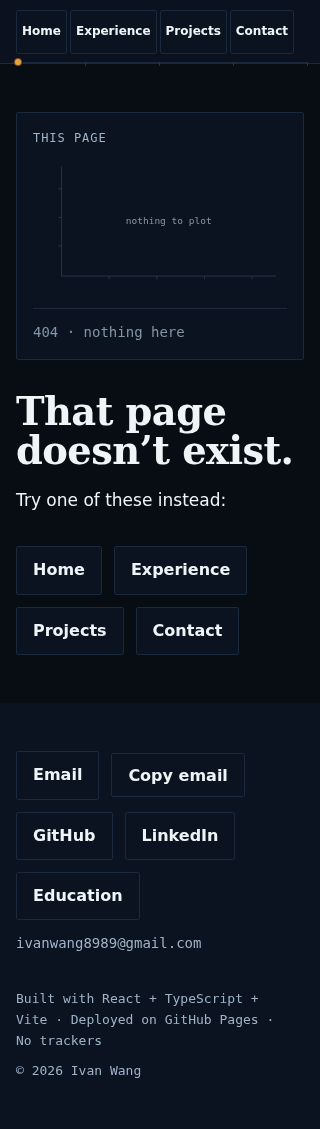 Home Experience Projects Contact
THIS PAGE
nothing to plot
404 · nothing here
That page
doesn’t exist.
Try one of these instead:
Home Experience
Projects Contact
Email Copy email
GitHub LinkedIn
Education
ivanwang8989@gmail.com
Built with React + TypeScript +
Vite · Deployed on GitHub Pages ·
No trackers
© 2026 Ivan Wang